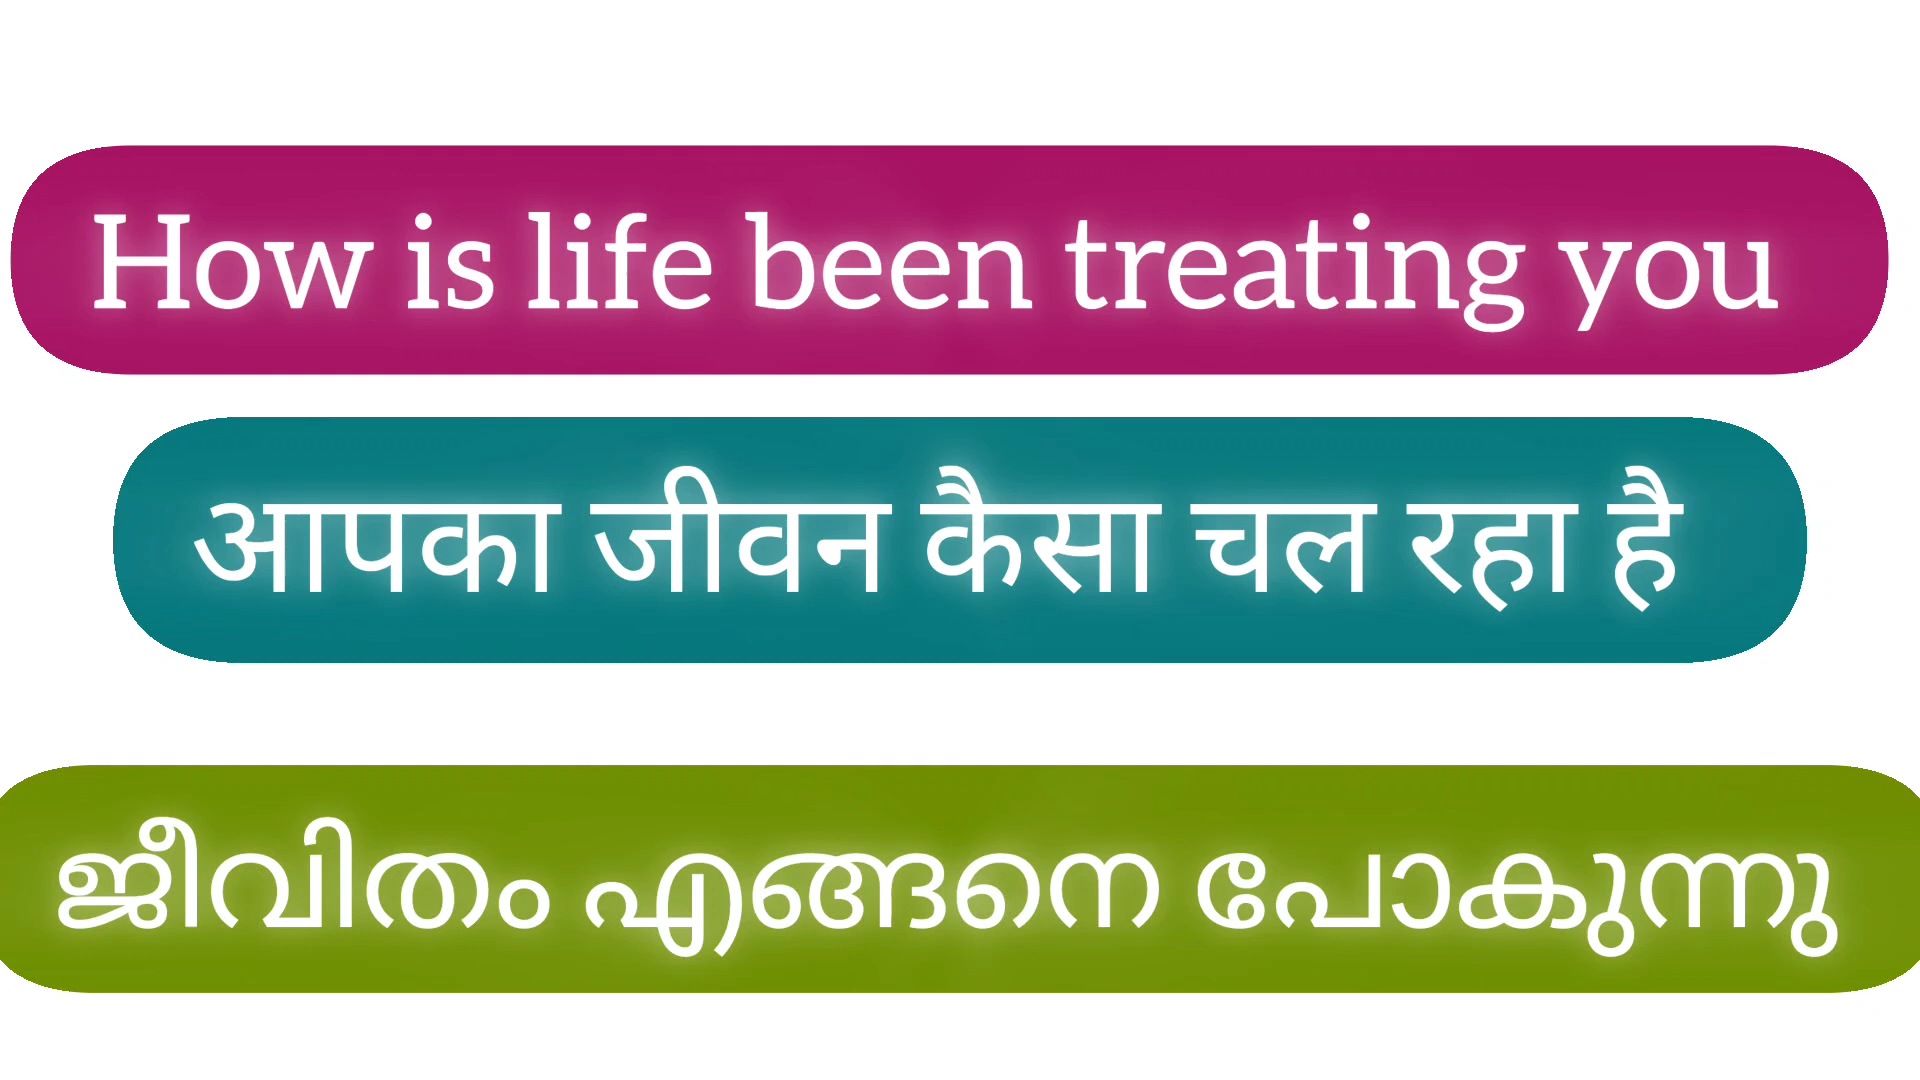 How is life been treating you
आपका जीवन कैसा चल रहा है
ജീവിതം എങ്ങനെ പോകുന്നു